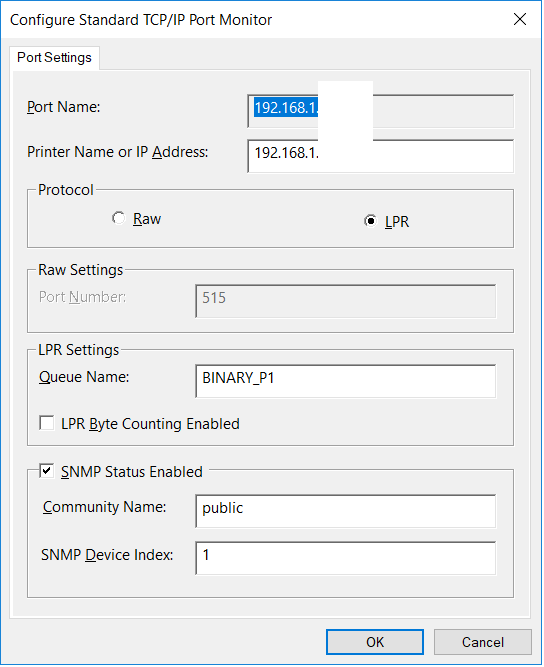 Configure Standard TCP/IP Port Monitor
Port Settings
Port Name: 192.168.1.
Printer Name or IP Address: 192.168.1.
Protocol
Raw LPR
Raw Settings
Port Number: 515
LPR Settings
Queue Name: BINARY_P1
LPR Byte Counting Enabled
SNMP Status Enabled
Community Name: public
SNMP Device Index: 1
OK Cancel